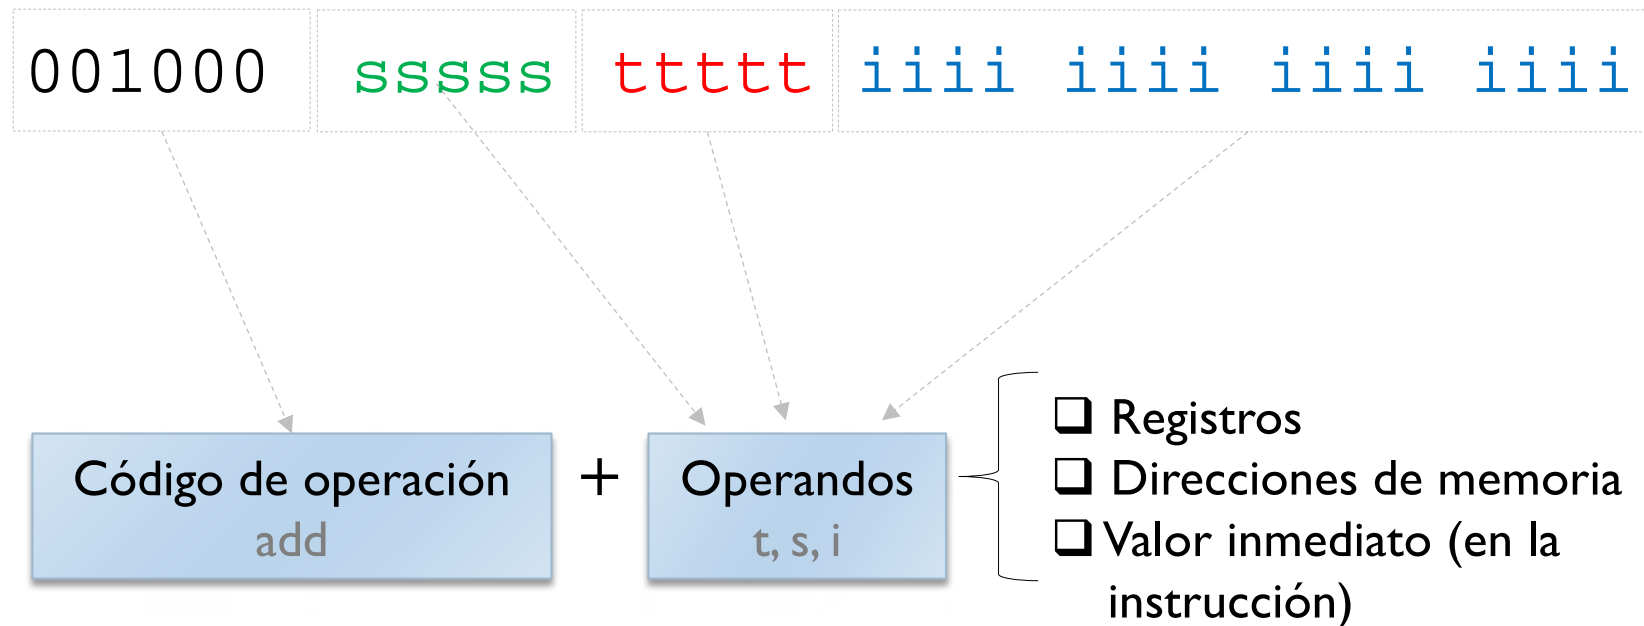 001000 sssss ttttt iiii iiii iiii iiii
Código de operación + Operandos
add t, s, i
❑ Registros
❑ Direcciones de memoria
❑ Valor inmediato (en la
instrucción)